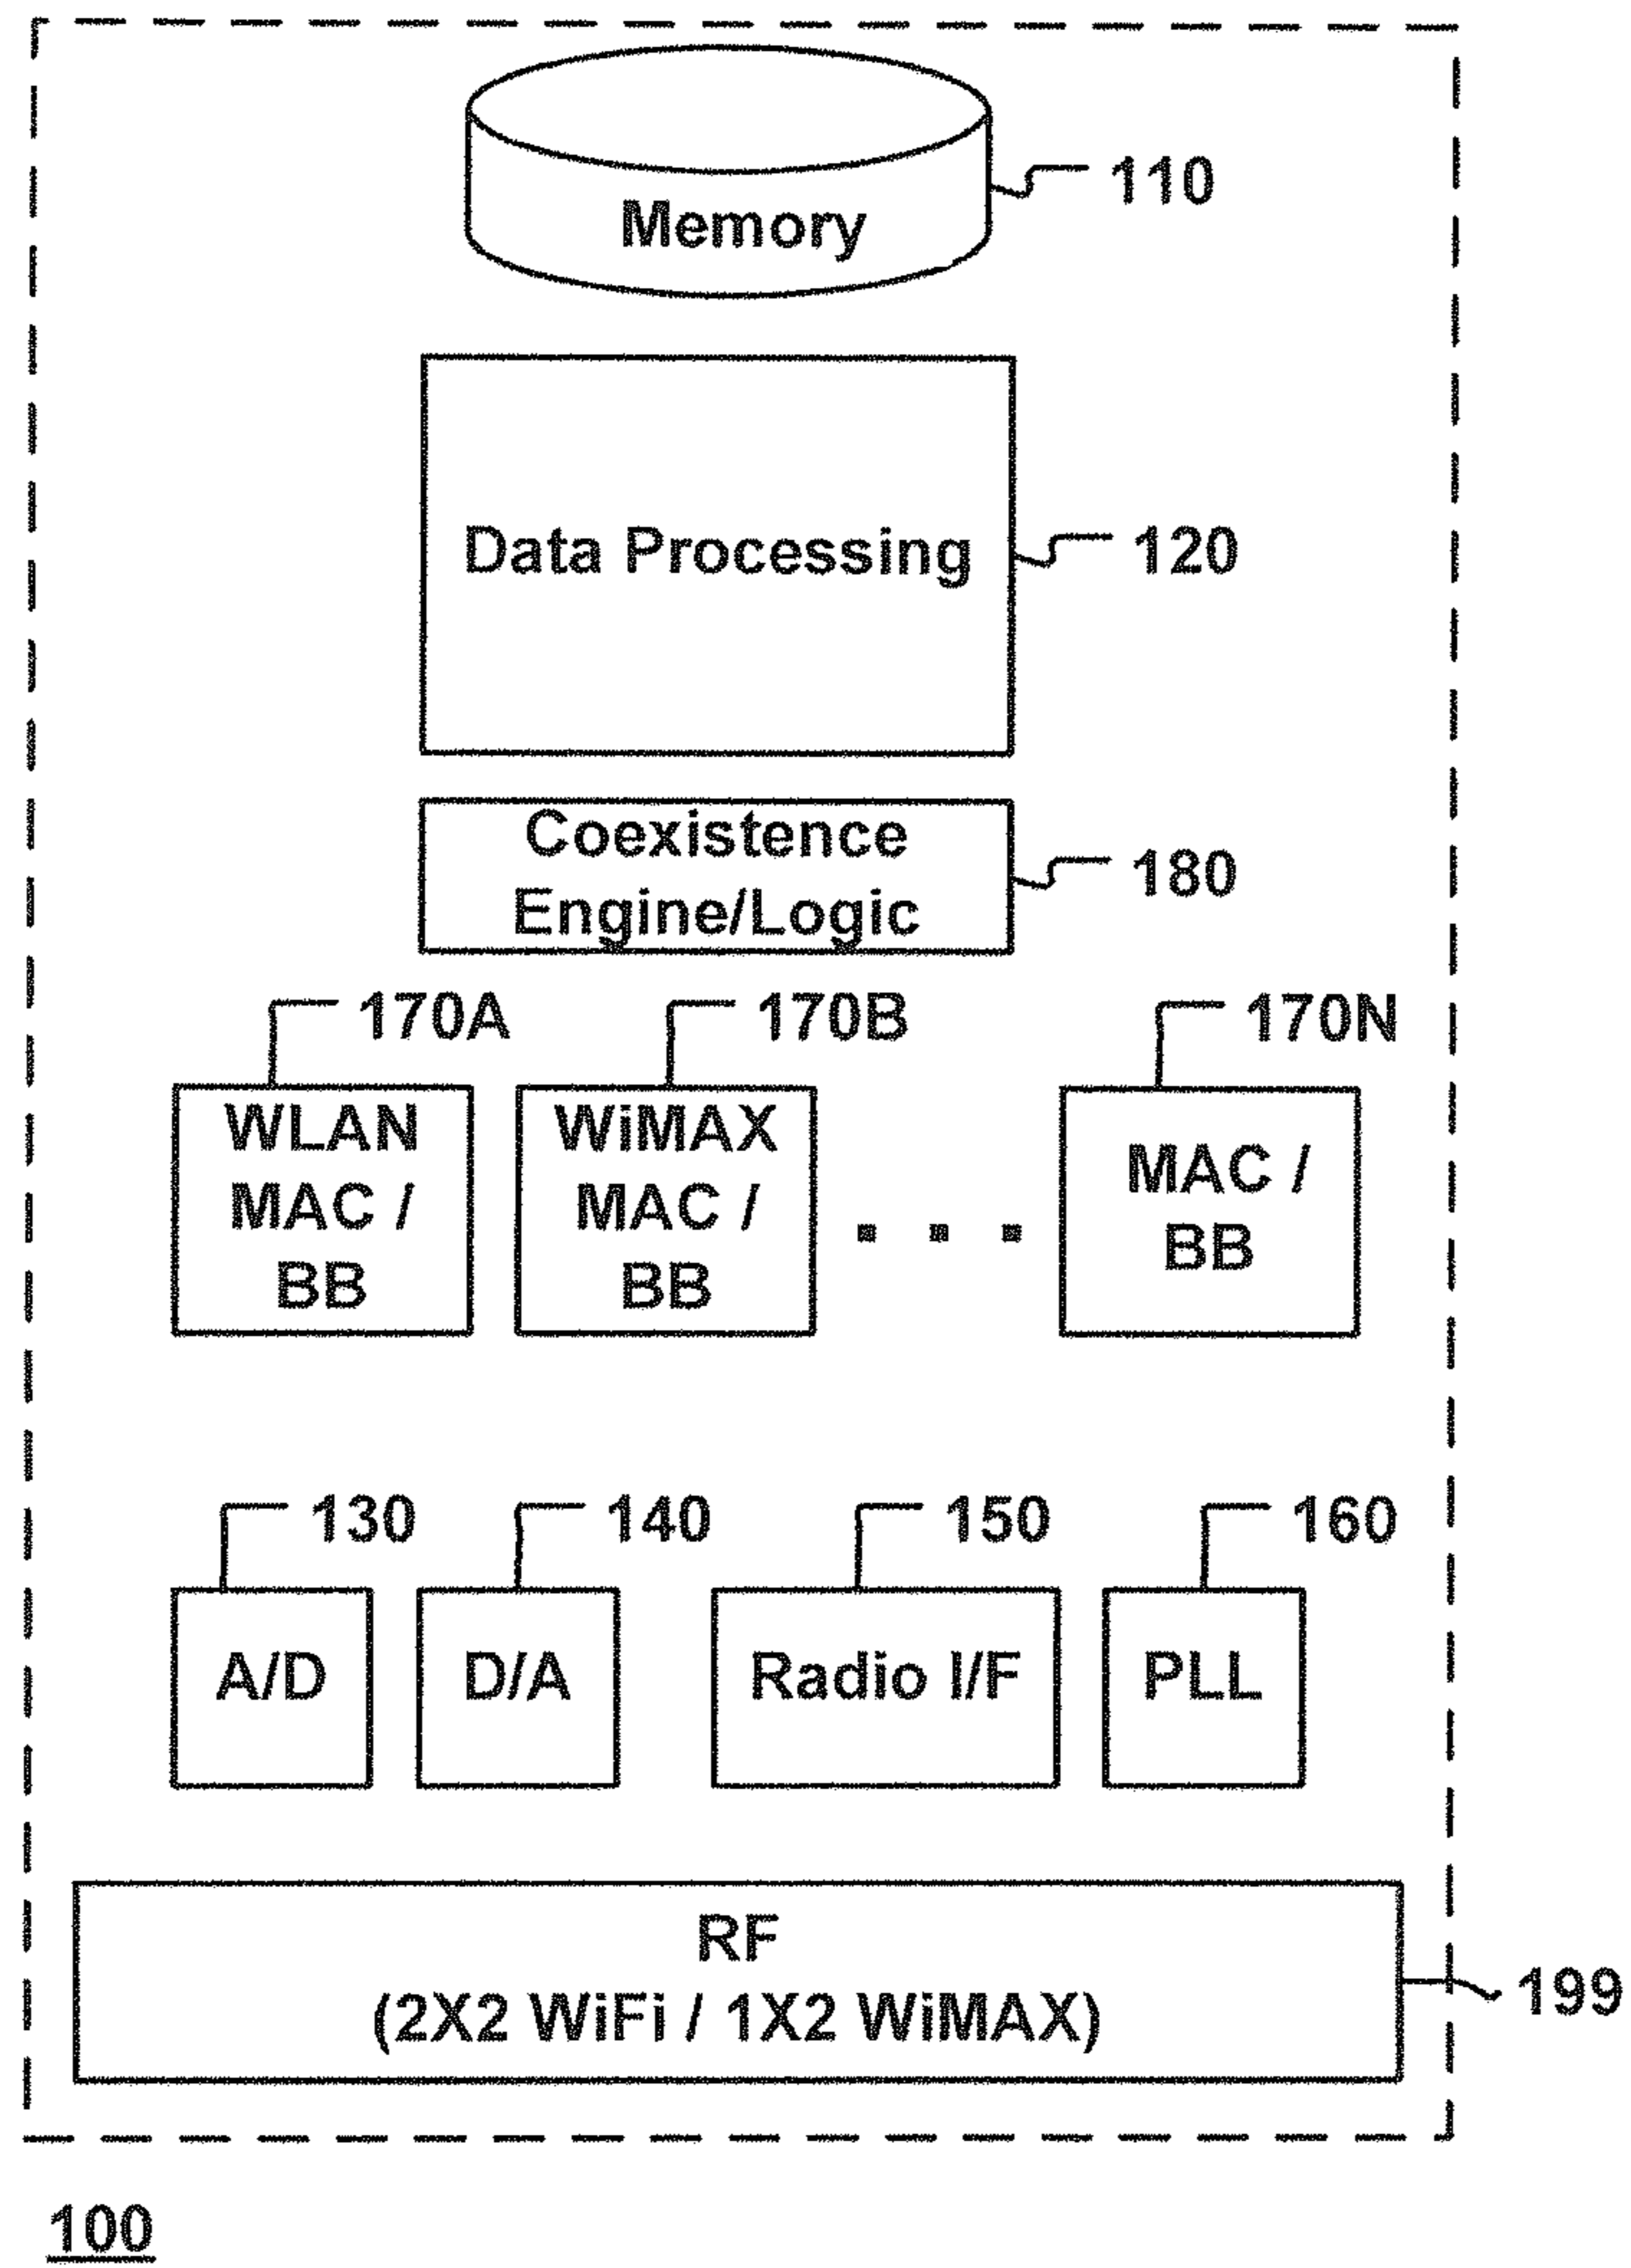 110
Memory
Data Processing
120
Coexistence
Engine/Logic
180
170A
170B
170N
WLAN
MAC /
BB
WiMAX
MAC /
BB
. . .
MAC /
BB
130
140
150
160
A/D
D/A
Radio I/F
PLL
RF
(2X2 WiFi / 1X2 WiMAX)
199
100